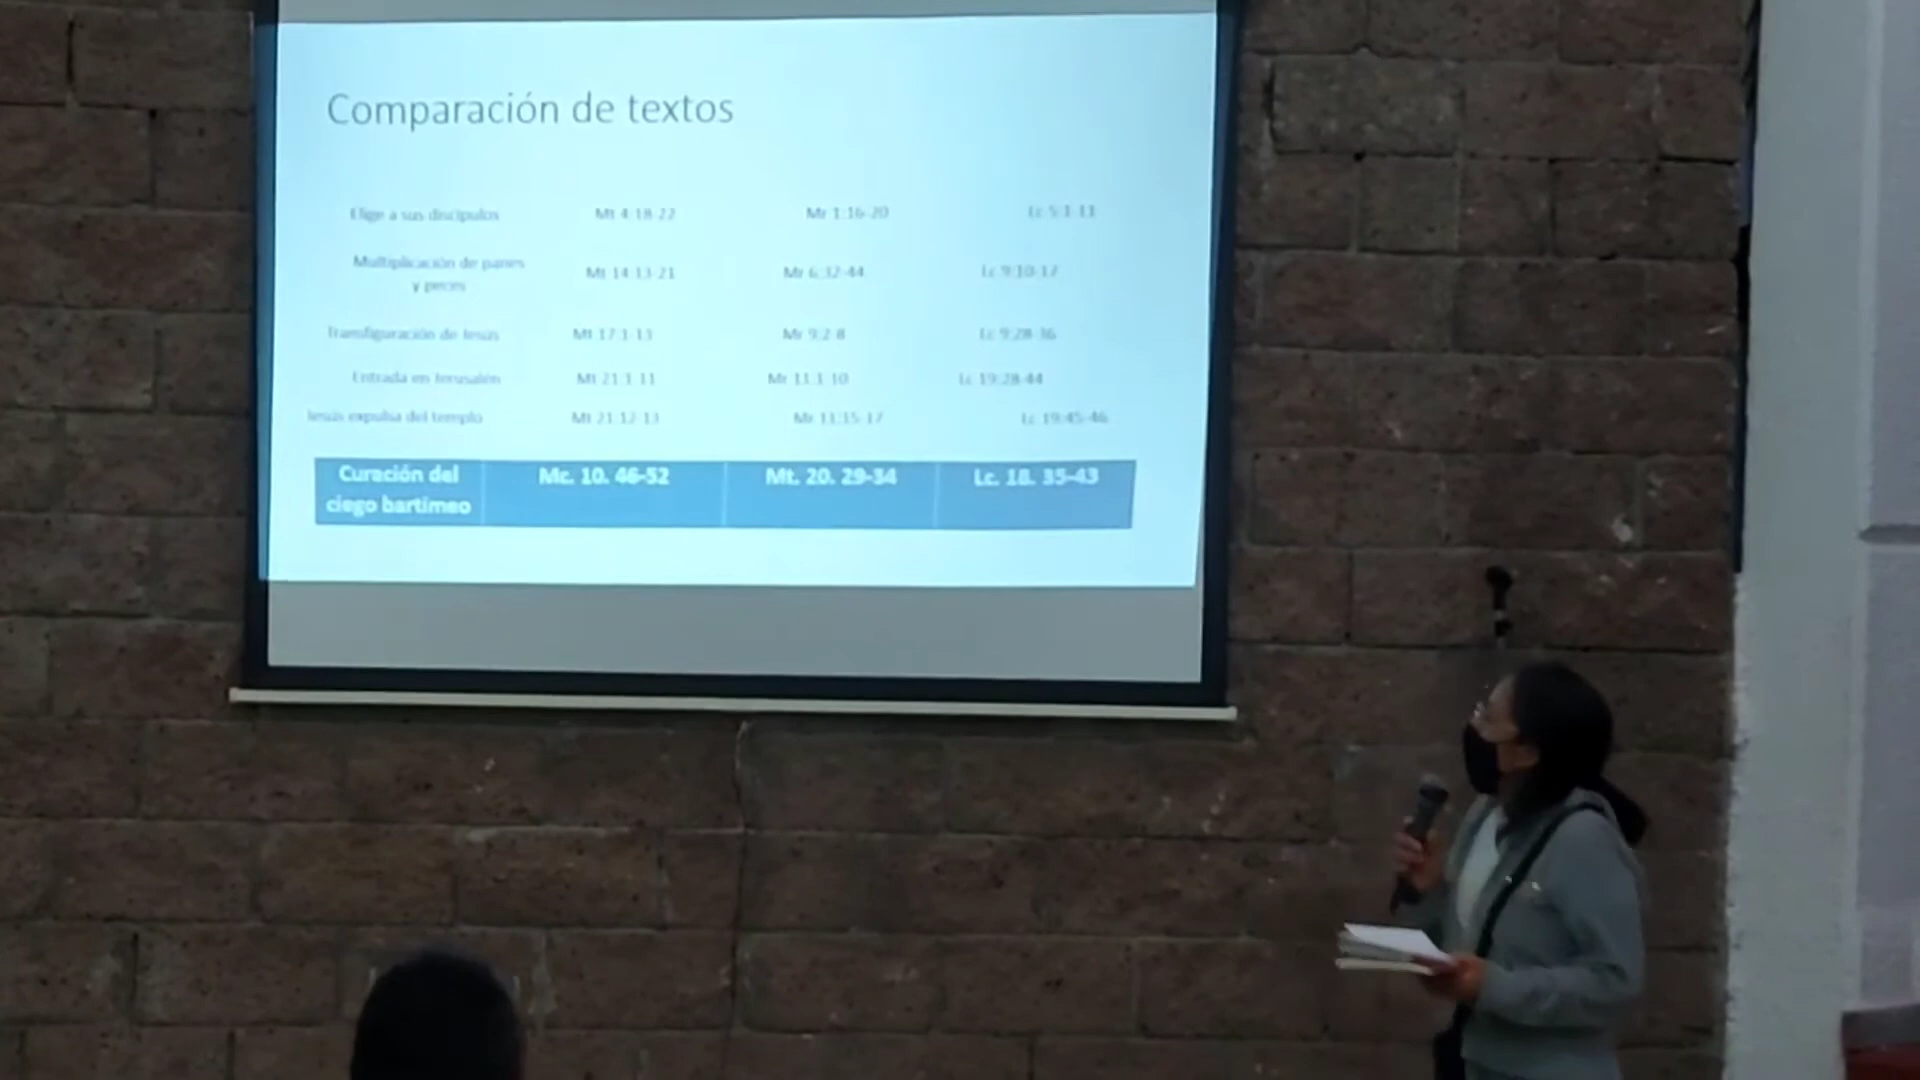 Comparación de textos
Elige a sus discípulos Mt 4:18-22 Mr 1:16-20 Lc 5:1-11
Multiplicación de panes
y peces Mt 14:13-21 Mr 6:32-44 Lc 9:10-17
Transfiguración de Jesús Mt 17:1-13 Mr 9:2-8 Lc 9:28-36
Entrada en Jerusalén Mt 21:1-11 Mr 11:1-10 Lc 19:28-44
Jesús expulsa del templo Mt 21:12-13 Mr 11:15-17 Lc 19:45-46
Curación del Mc. 10. 46-52 Mt. 20. 29-34 Lc. 18. 35-43
ciego bartimeo